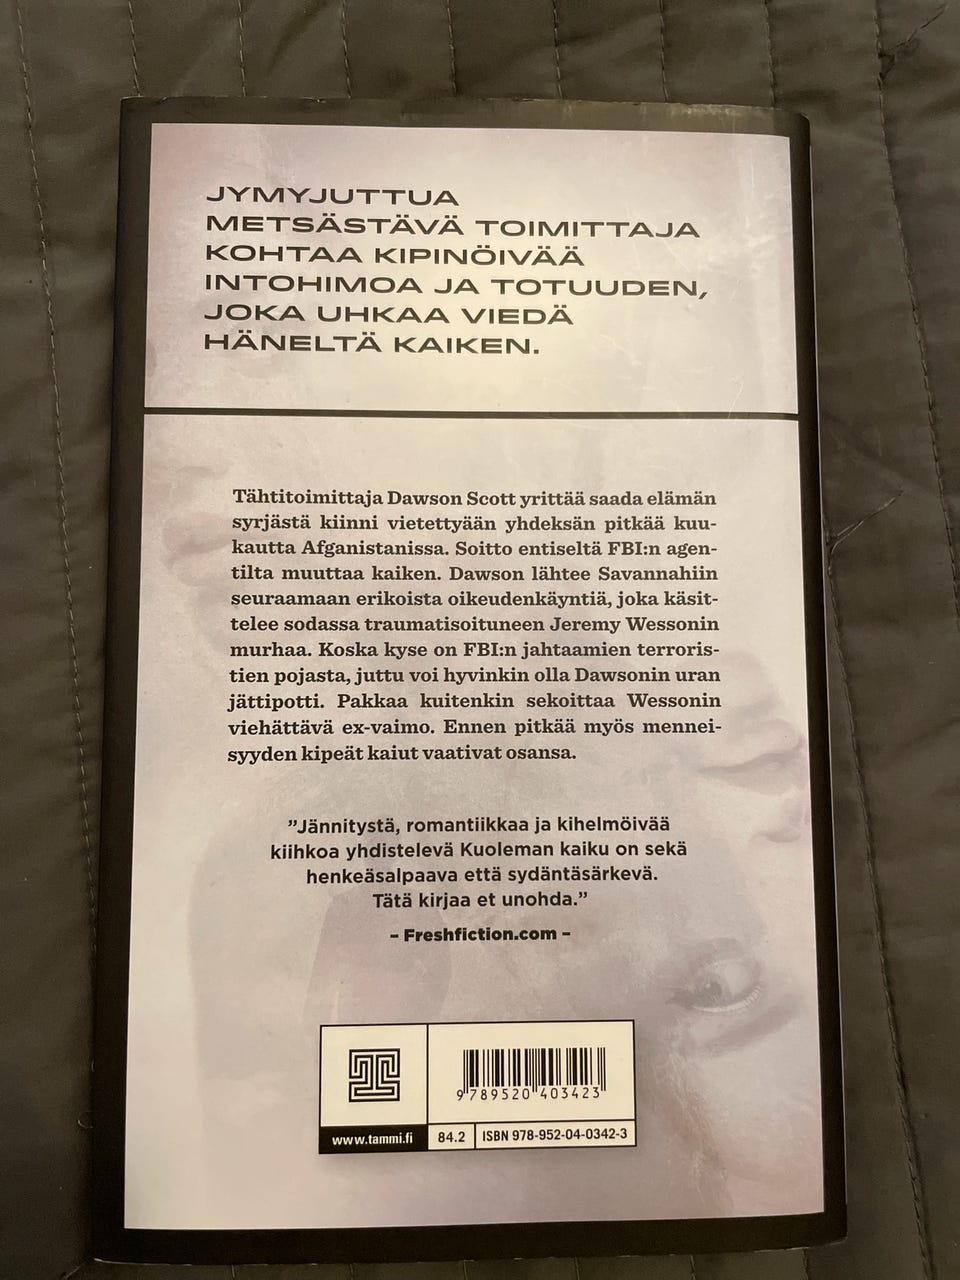 JYMYJUTTUA
METSÄSTÄVÄ TOIMITTAJA
KOHTAA KIPINÖIVÄÄ
INTOHIMOA JA TOTUUDEN,
JOKA UHKAA VIEDÄ
HÄNELTÄ KAIKEN.
Tähtitoimittaja Dawson Scott yrittää saada elämän
syrjästä kiinni vietettyään yhdeksän pitkää kuu-
kautta Afganistanissa. Soitto entiseltä FBI:n agen-
tilta muuttaa kaiken. Dawson lähtee Savannahiin
seuraamaan erikoista oikeudenkäyntiä, joka käsit-
telee sodassa traumatisoituneen Jeremy Wessonin
murhaa. Koska kyse on FBI:n jahtaamien terroris-
tien pojasta, juttu voi hyvinkin olla Dawsonin uran
jättipotti. Pakkaa kuitenkin sekoittaa Wessonin
viehättävä ex-vaimo. Ennen pitkää myös mennei-
syyden kipeät kaiut vaativat osansa.
”Jännitystä, romantiikkaa ja kihelmöivää
kiihkoa yhdistelevä Kuoleman kaiku on sekä
henkeäsalpaava että sydäntäsärkevä.
Tätä kirjaa et unohda.”
– Freshfiction.com –
9 789520 403423
www.tammi.fi 84.2 ISBN 978-952-04-0342-3